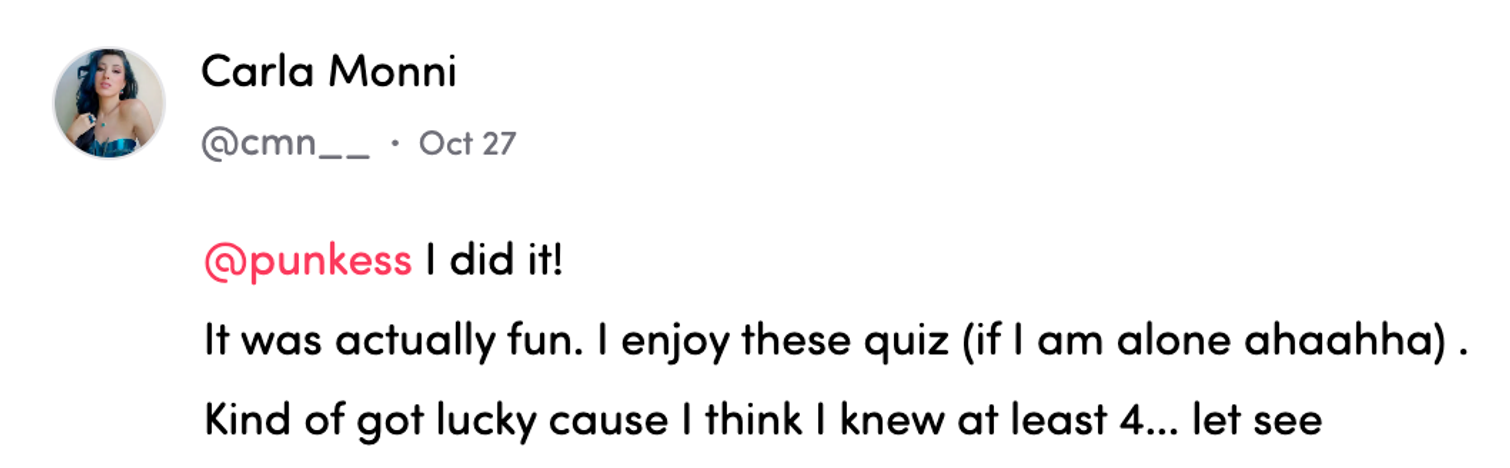 Carla Monni
@cmn__ · Oct 27
@punkess I did it!
It was actually fun. I enjoy these quiz (if I am alone ahaahha) .
Kind of got lucky cause I think I knew at least 4... let see